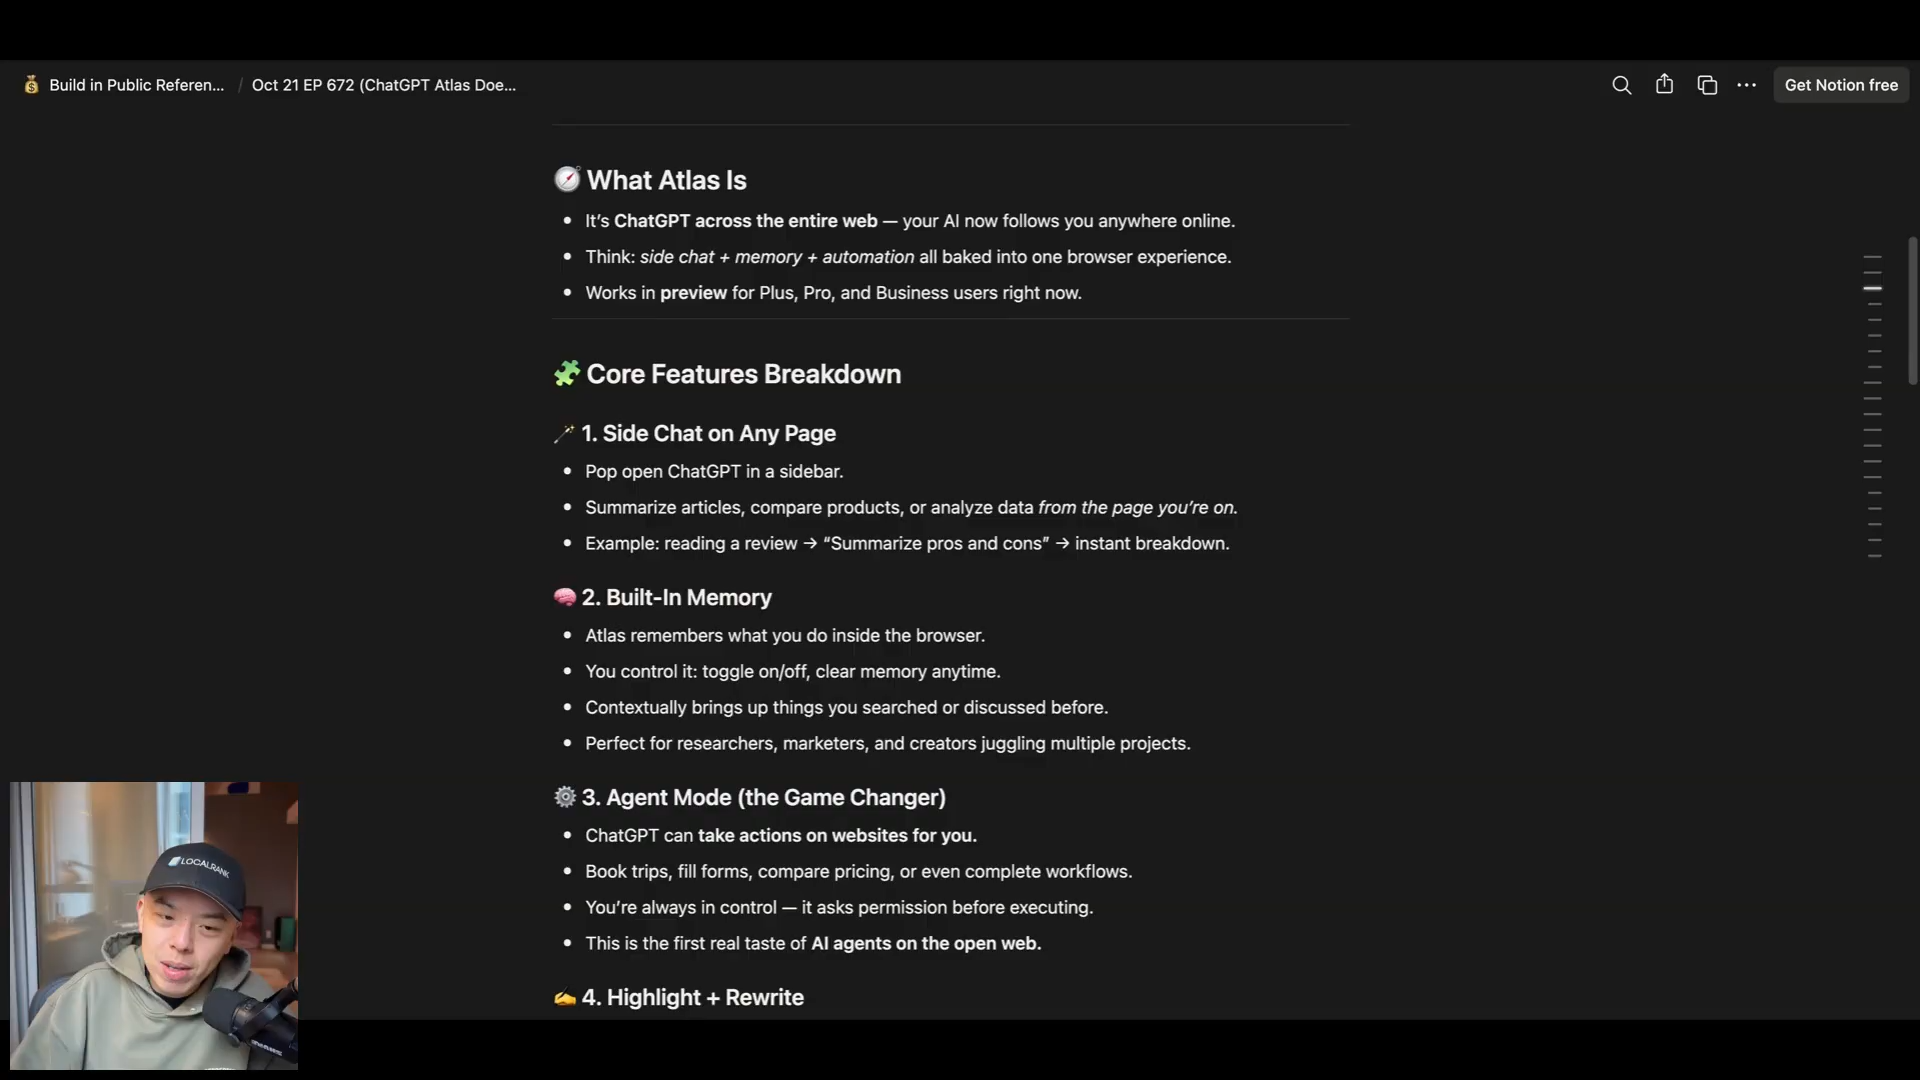 Build in Public Referen... / Oct 21 EP 672 (ChatGPT Atlas Doe...
Get Notion free
What Atlas Is
It’s ChatGPT across the entire web — your AI now follows you anywhere online.
Think: side chat + memory + automation all baked into one browser experience.
Works in preview for Plus, Pro, and Business users right now.
Core Features Breakdown
1. Side Chat on Any Page
Pop open ChatGPT in a sidebar.
Summarize articles, compare products, or analyze data from the page you’re on.
Example: reading a review → “Summarize pros and cons” → instant breakdown.
2. Built-In Memory
Atlas remembers what you do inside the browser.
You control it: toggle on/off, clear memory anytime.
Contextually brings up things you searched or discussed before.
Perfect for researchers, marketers, and creators juggling multiple projects.
3. Agent Mode (the Game Changer)
ChatGPT can take actions on websites for you.
Book trips, fill forms, compare pricing, or even complete workflows.
You’re always in control — it asks permission before executing.
This is the first real taste of AI agents on the open web.
4. Highlight + Rewrite
LOCALRANK